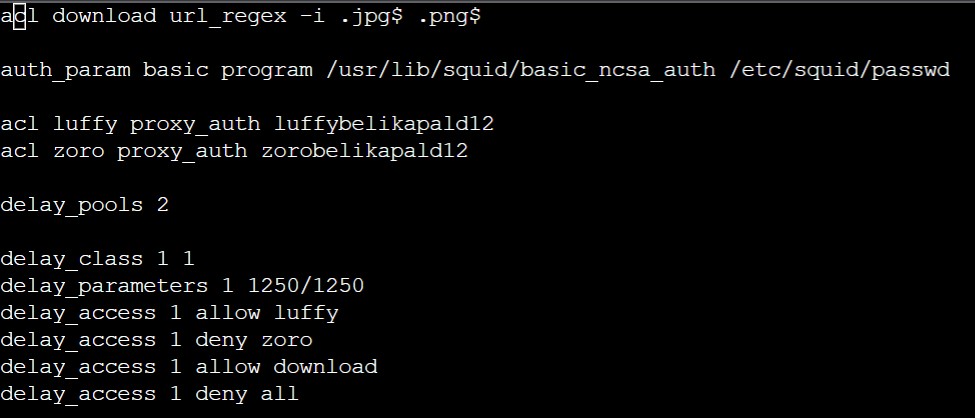 acl download url_regex -i .jpg$ .png$
auth_param basic program /usr/lib/squid/basic_ncsa_auth /etc/squid/passwd
acl luffy proxy_auth luffybelikapald12
acl zoro proxy_auth zorobelikapald12
delay_pools 2
delay_class 1 1
delay_parameters 1 1250/1250
delay_access 1 allow luffy
delay_access 1 deny zoro
delay_access 1 allow download
delay_access 1 deny all